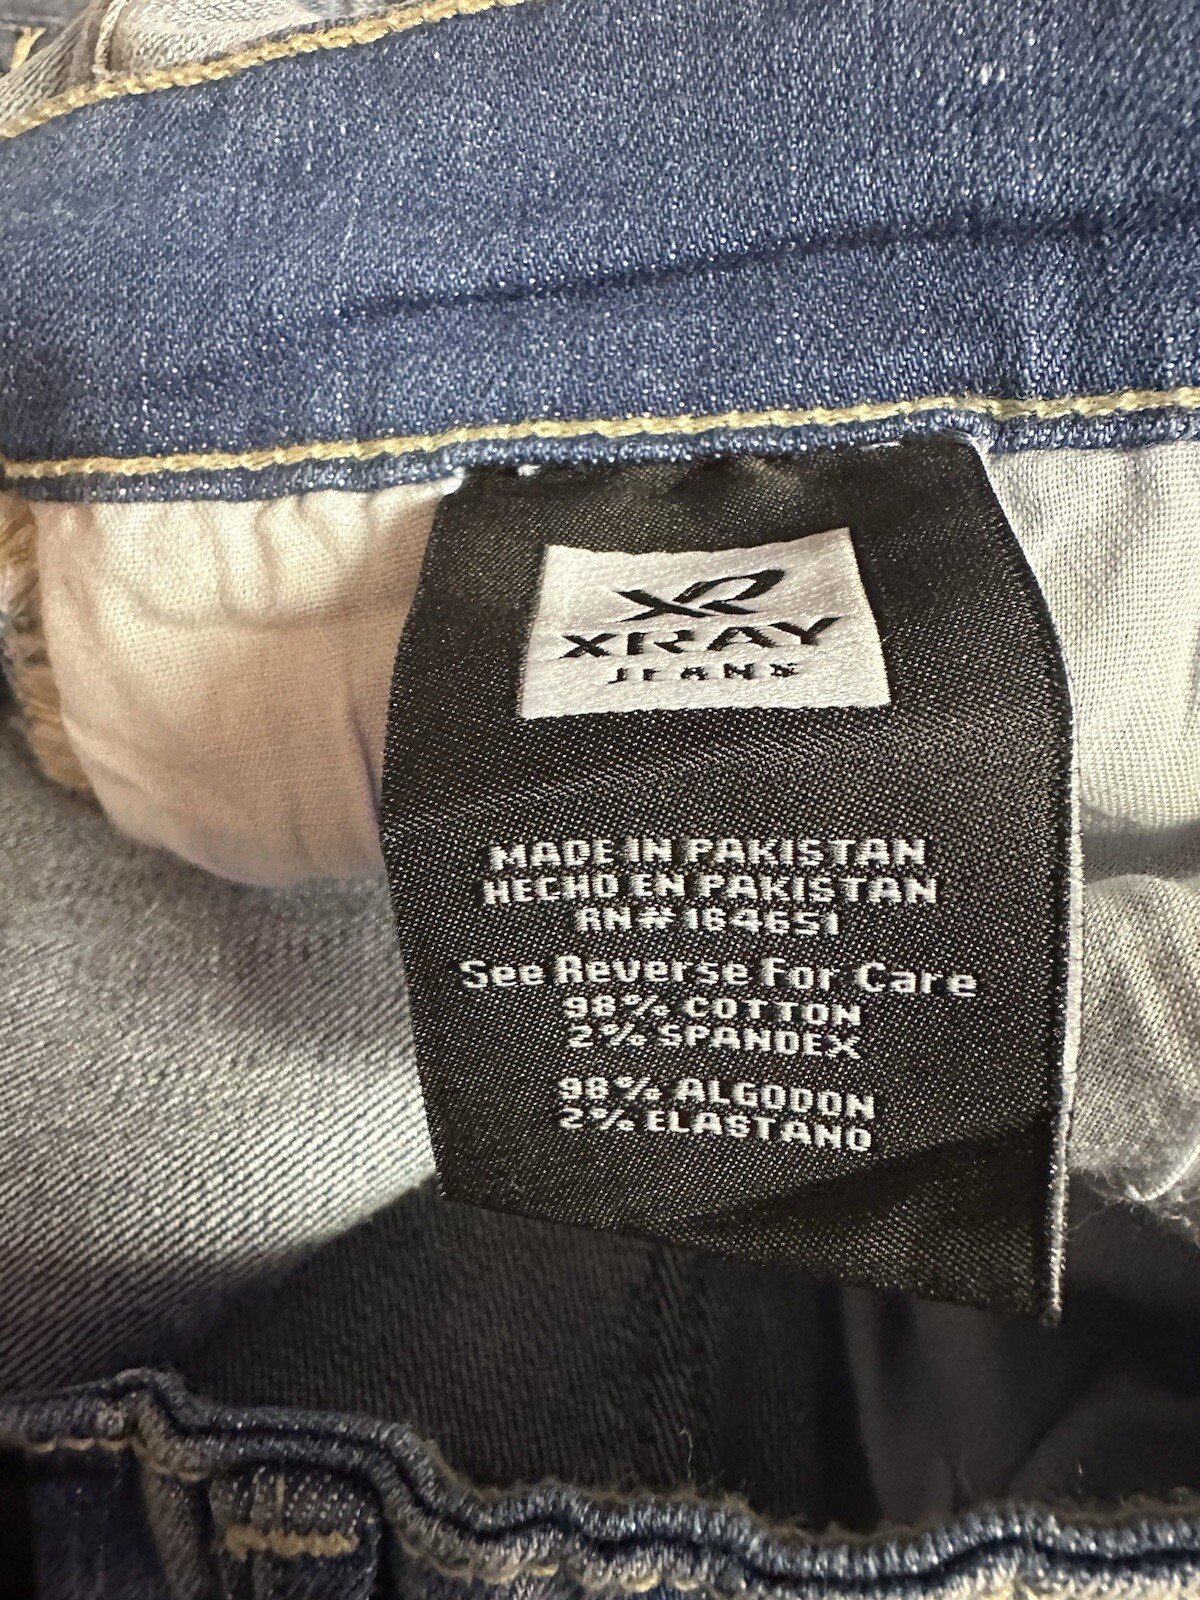 XR
XRAY
JEANS
MADE IN PAKISTAN
HECHO EN PAKISTAN
RN# 164651
See Reverse For Care
98% COTTON
2% SPANDEX
98% ALGODON
2% ELASTANO